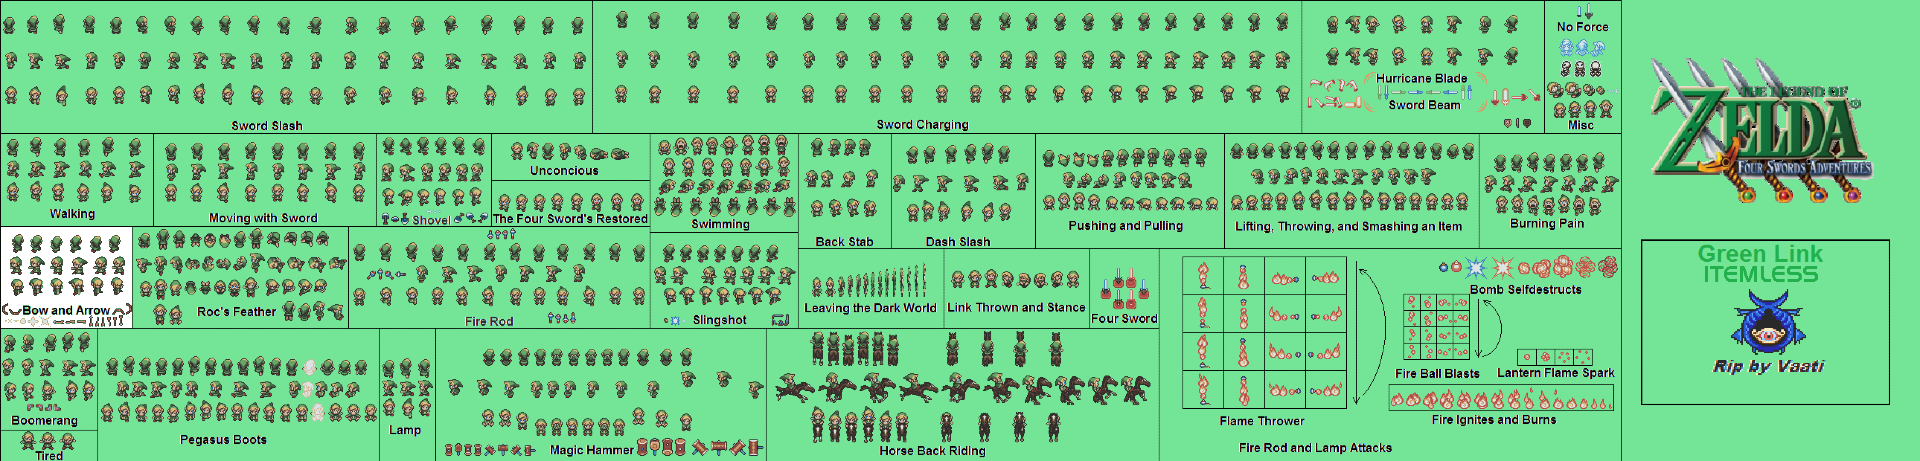 Sword Slash
Sword Charging
Hurricane Blade
Sword Beam
No Force
Misc
THE LEGEND OF
ZELDA
FOUR SWORDS ADVENTURES
Walking
Moving with Sword
Shovel
Unconcious
The Four Sword's Restored
Swimming
Back Stab
Dash Slash
Pushing and Pulling
Lifting, Throwing, and Smashing an Item
Burning Pain
Bow and Arrow
Roc's Feather
Fire Rod
Slingshot
Leaving the Dark World
Link Thrown and Stance
Four Sword
Bomb Selfdestructs
Fire Ball Blasts
Lantern Flame Spark
Flame Thrower
Fire Ignites and Burns
Fire Rod and Lamp Attacks
Boomerang
Tired
Pegasus Boots
Lamp
Magic Hammer
Horse Back Riding
Green Link
ITEMLESS
Rip by Vaati